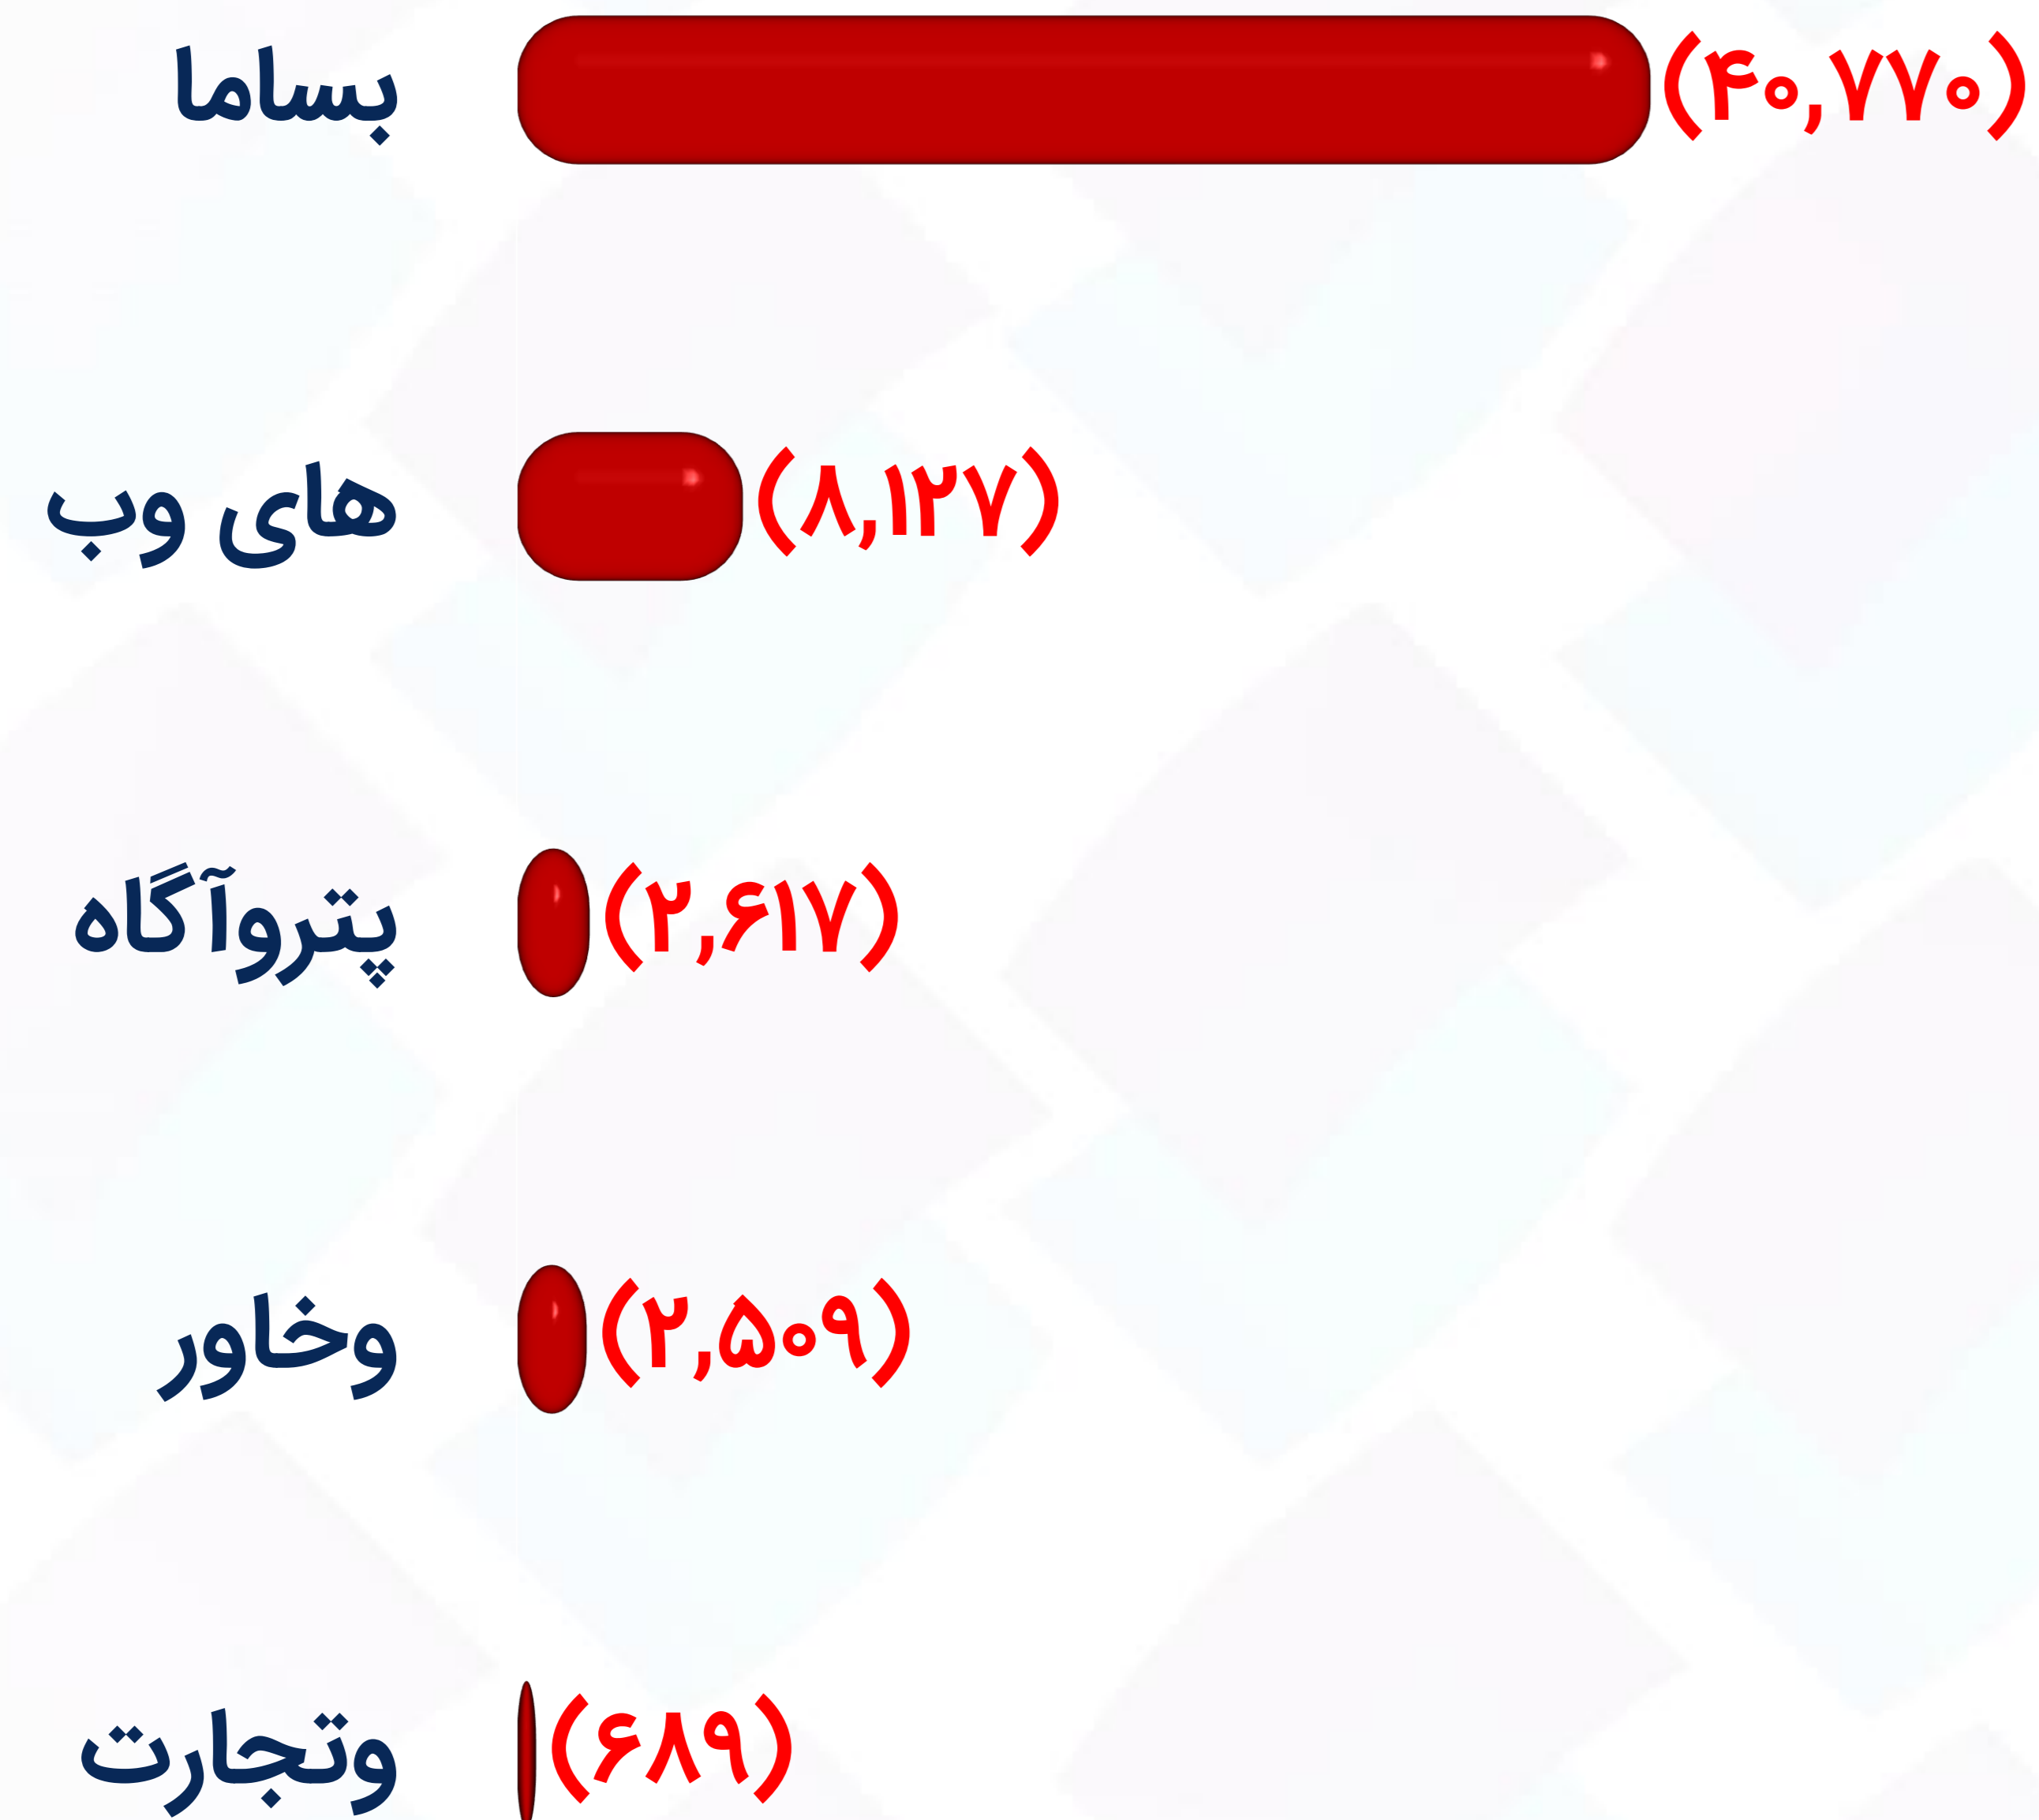 بساما (۴۰,۷۷۰)
های وب (۸,۱۲۷)
پتروآگاه (۲,۶۱۷)
وخاور (۲,۵۰۹)
وتجارت (۶۸۹)